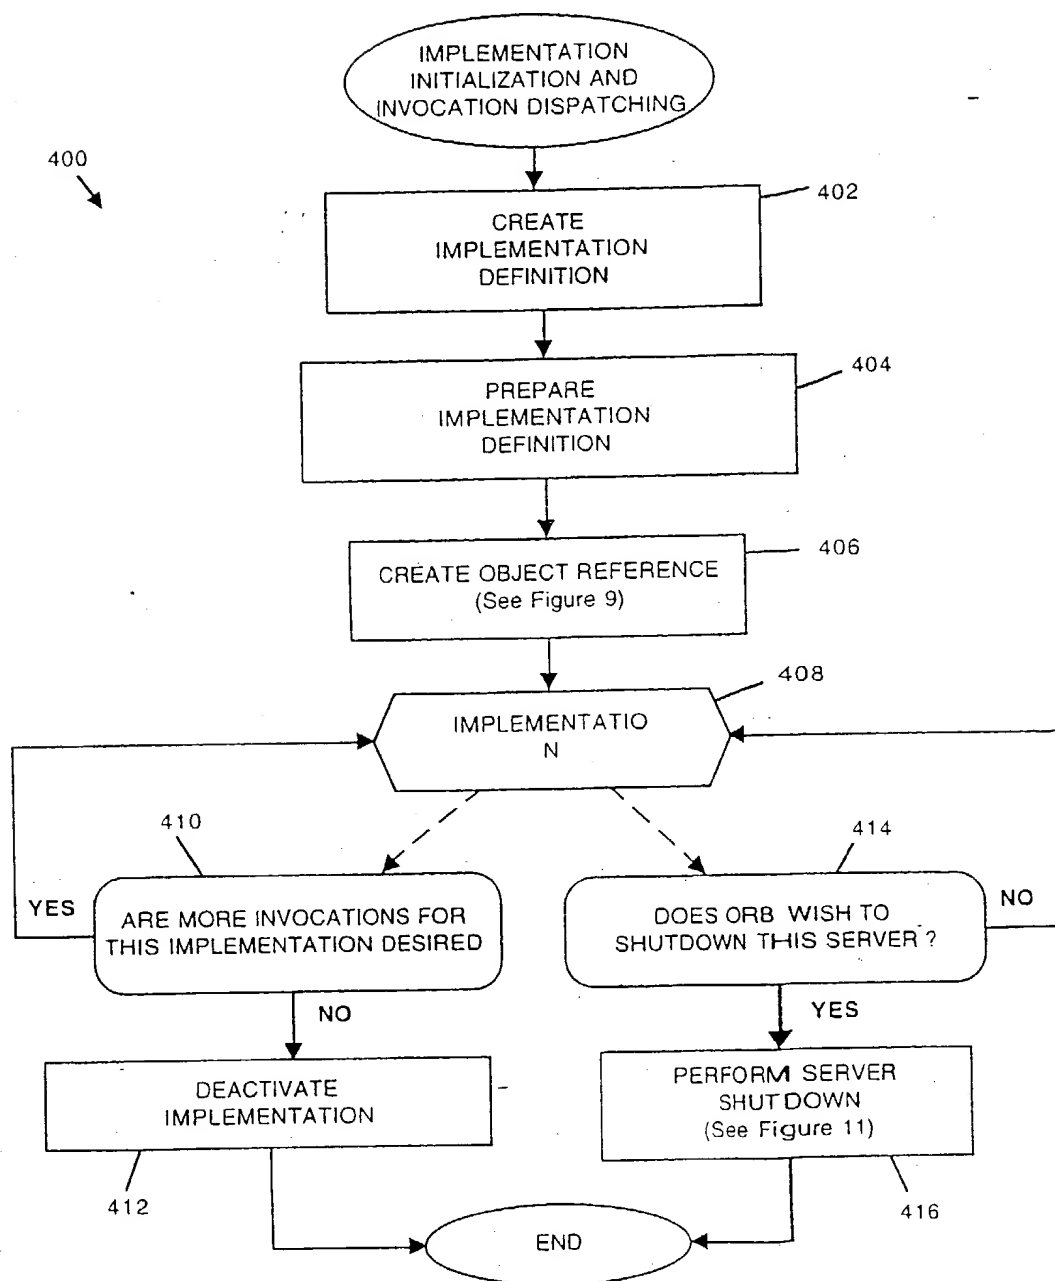 IMPLEMENTATION
INITIALIZATION AND
INVOCATION DISPATCHING
400
402
CREATE
IMPLEMENTATION
DEFINITION
404
PREPARE
IMPLEMENTATION
DEFINITION
406
CREATE OBJECT REFERENCE
(See Figure 9)
408
IMPLEMENTATIO
N
410
414
YES
ARE MORE INVOCATIONS FOR
THIS IMPLEMENTATION DESIRED
DOES ORB WISH TO
SHUTDOWN THIS SERVER ?
NO
NO
YES
DEACTIVATE
IMPLEMENTATION
PERFORM SERVER
SHUTDOWN
(See Figure 11)
412
416
END